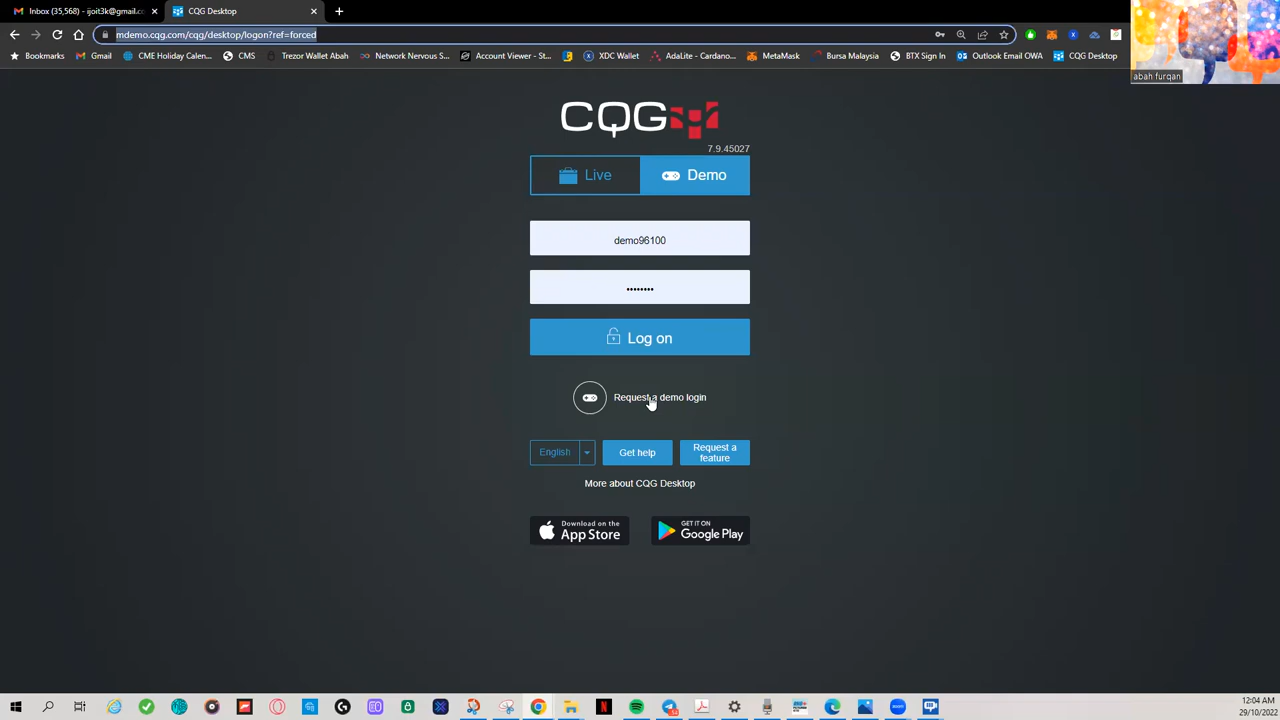 Inbox (35,568) - ijoit3k@gmail.co
CQG Desktop
mdemo.cqg.com/cqg/desktop/logon?ref=forced
Bookmarks
Gmail
CME Holiday Calen...
CMS
Trezor Wallet Abah
Network Nervous S...
Account Viewer - St...
XDC Wallet
AdaLite - Cardano...
MetaMask
Bursa Malaysia
BTX Sign In
Outlook Email OWA
CQG Desktop
abah furqan
CQG
7.9.45027
Live
Demo
demo96100
••••••••
Log on
Request a demo login
English
Get help
Request a
feature
More about CQG Desktop
Download on the
App Store
GET IT ON
Google Play
12:04 AM
29/10/2022